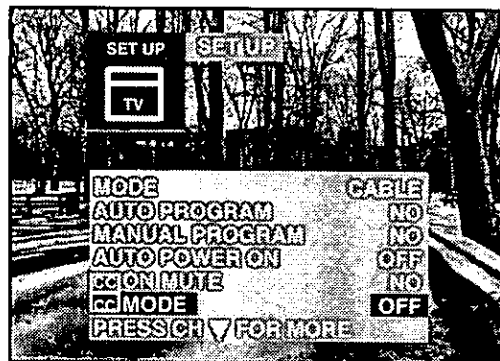 SET UP SET UP
TV
MODE CABLE
AUTO PROGRAM NO
MANUAL PROGRAM NO
AUTO POWER ON OFF
CC ON MUTE NO
CC MODE OFF
PRESS CH ▽ FOR MORE